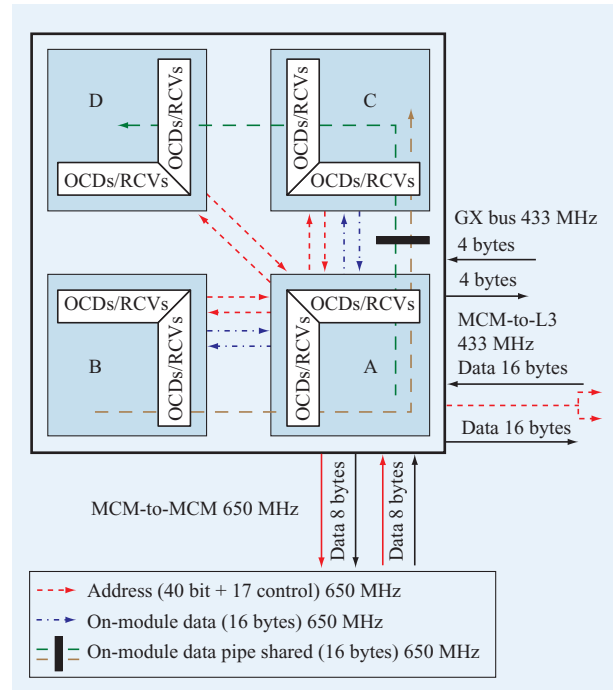 D
C
OCDs/RCVs
OCDs/RCVs
OCDs/RCVs
OCDs/RCVs
GX bus 433 MHz
4 bytes
4 bytes
OCDs/RCVs
OCDs/RCVs
OCDs/RCVs
OCDs/RCVs
B
A
MCM-to-L3
433 MHz
Data 16 bytes
Data 16 bytes
MCM-to-MCM 650 MHz
Data 8 bytes
Data 8 bytes
Address (40 bit + 17 control) 650 MHz
On-module data (16 bytes) 650 MHz
On-module data pipe shared (16 bytes) 650 MHz